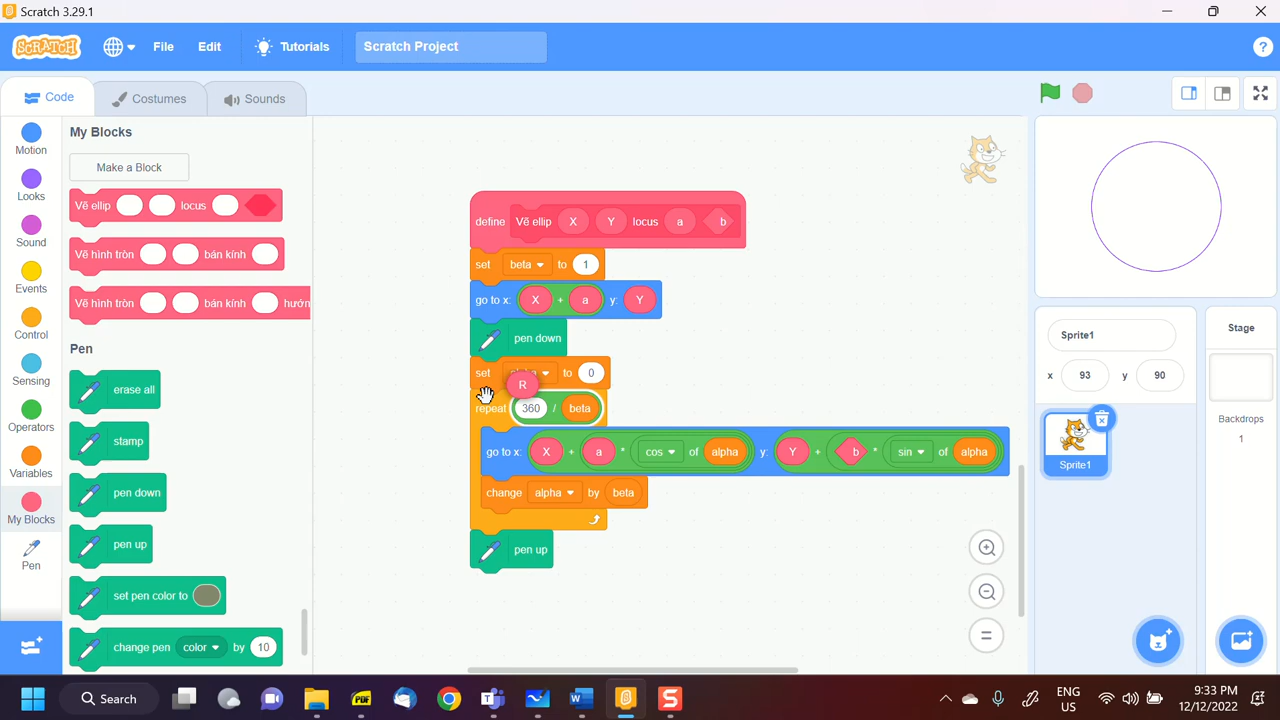 Scratch 3.29.1
SCRATCH
File
Edit
Tutorials
Scratch Project
?
Code
Costumes
Sounds
Motion
Looks
Sound
Events
Control
Sensing
Operators
Variables
My Blocks
Pen
My Blocks
Make a Block
Vẽ ellip locus
Vẽ hình tròn bán kính
Vẽ hình tròn bán kính hướn
Pen
erase all
stamp
pen down
pen up
set pen color to
change pen color by 10
define Vẽ ellip X Y locus a b
set beta to 1
go to x: X + a y: Y
pen down
set to 0
R
repeat 360 / beta
go to x: X + a * cos of alpha y: Y + b * sin of alpha
change alpha by beta
pen up
Sprite1
x 93 y 90
Sprite1
Stage
Backdrops
1
Search
PDF
ENG
US
9:33 PM
12/12/2022